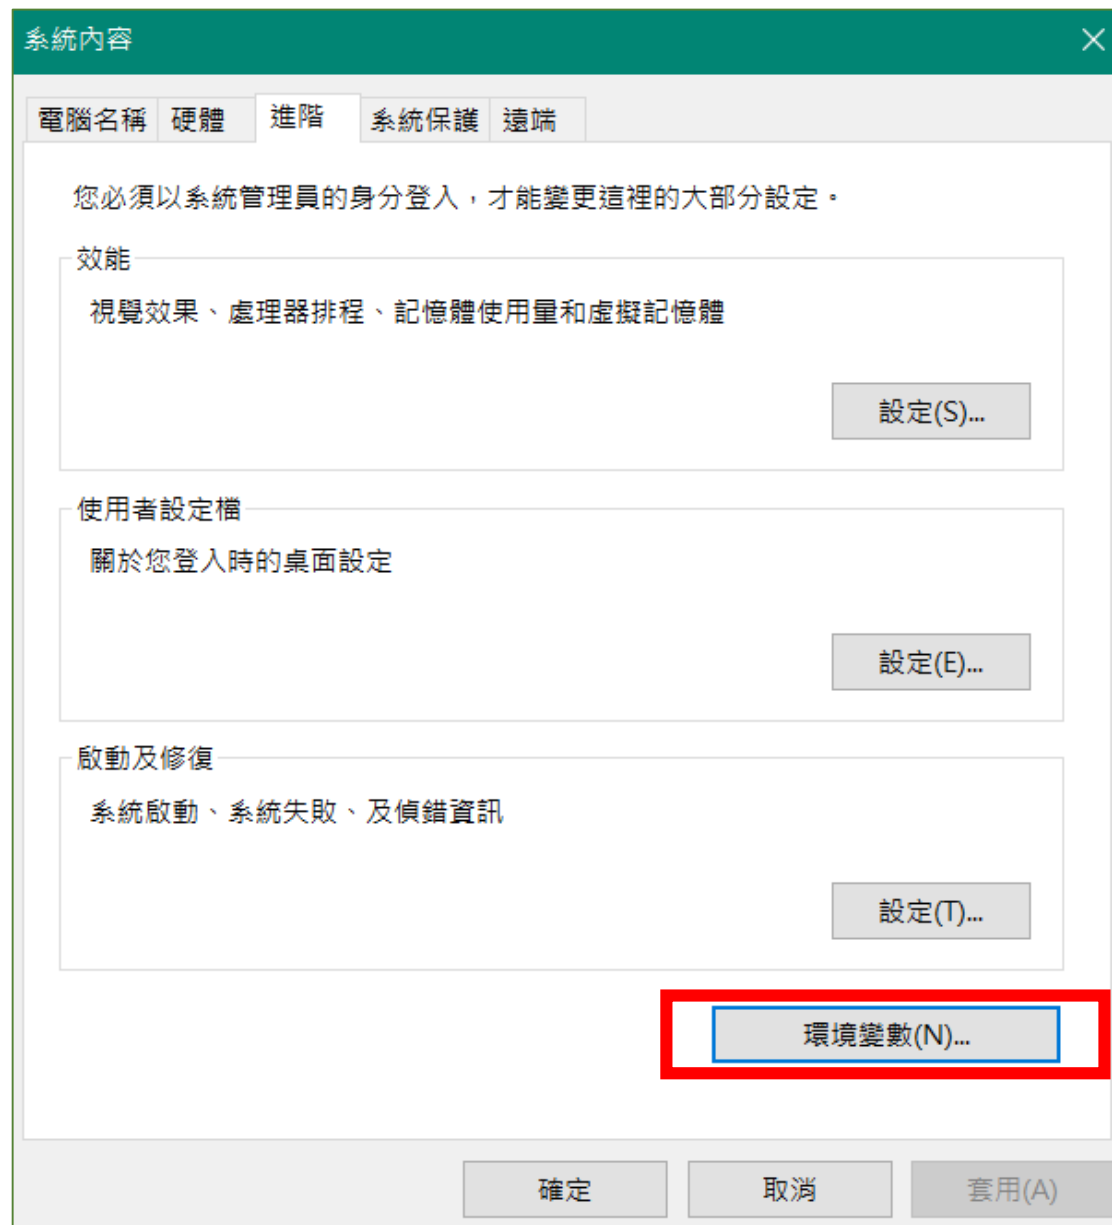 系統內容
電腦名稱 硬體 進階 系統保護 遠端
您必須以系統管理員的身分登入，才能變更這裡的大部分設定。
效能
視覺效果、處理器排程、記憶體使用量和虛擬記憶體
設定(S)...
使用者設定檔
關於您登入時的桌面設定
設定(E)...
啟動及修復
系統啟動、系統失敗、及偵錯資訊
設定(T)...
環境變數(N)...
確定 取消 套用(A)